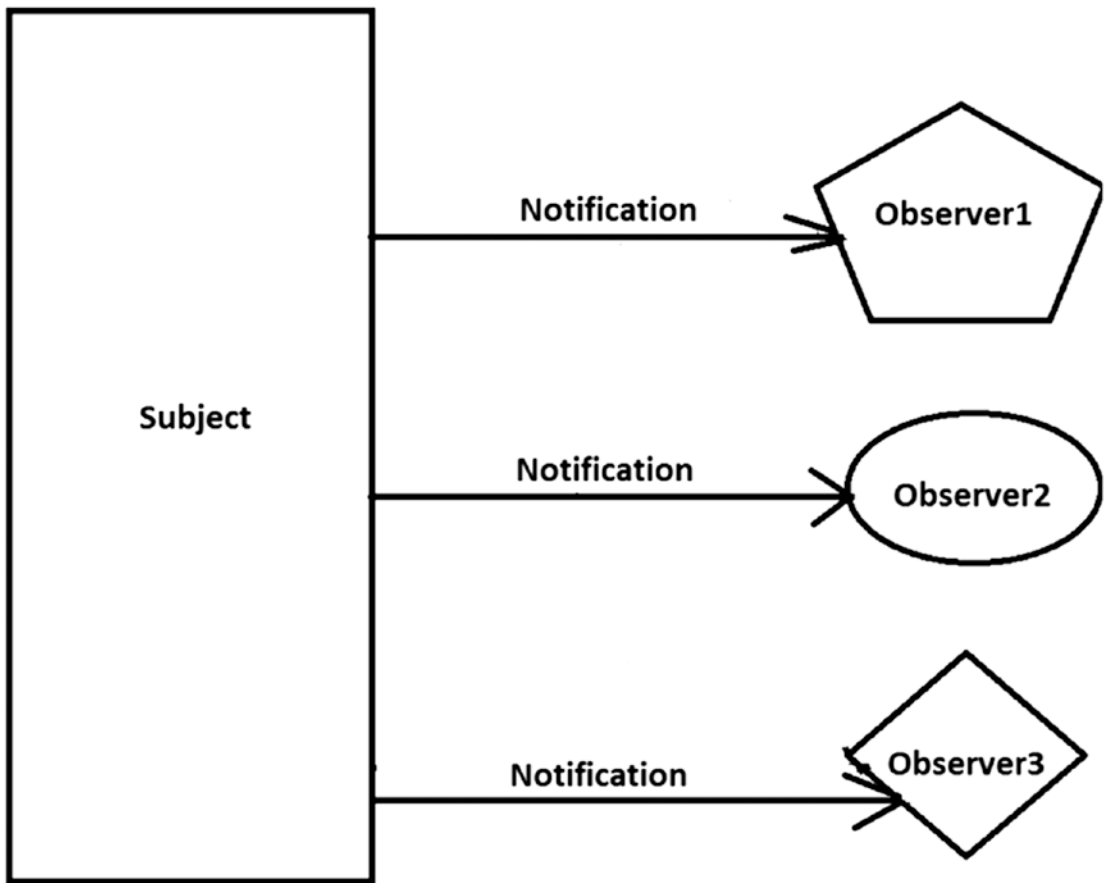 Notification
Observer1
Subject
Notification
Observer2
Notification
Observer3